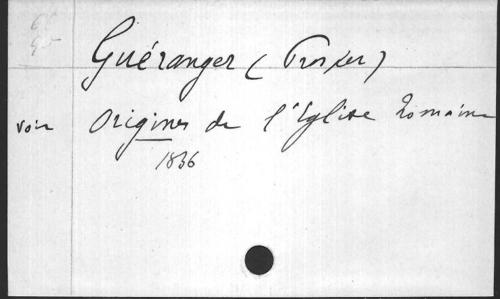 Guéranger (Prosper)
voir Origines de l'Eglise Romaine
1836